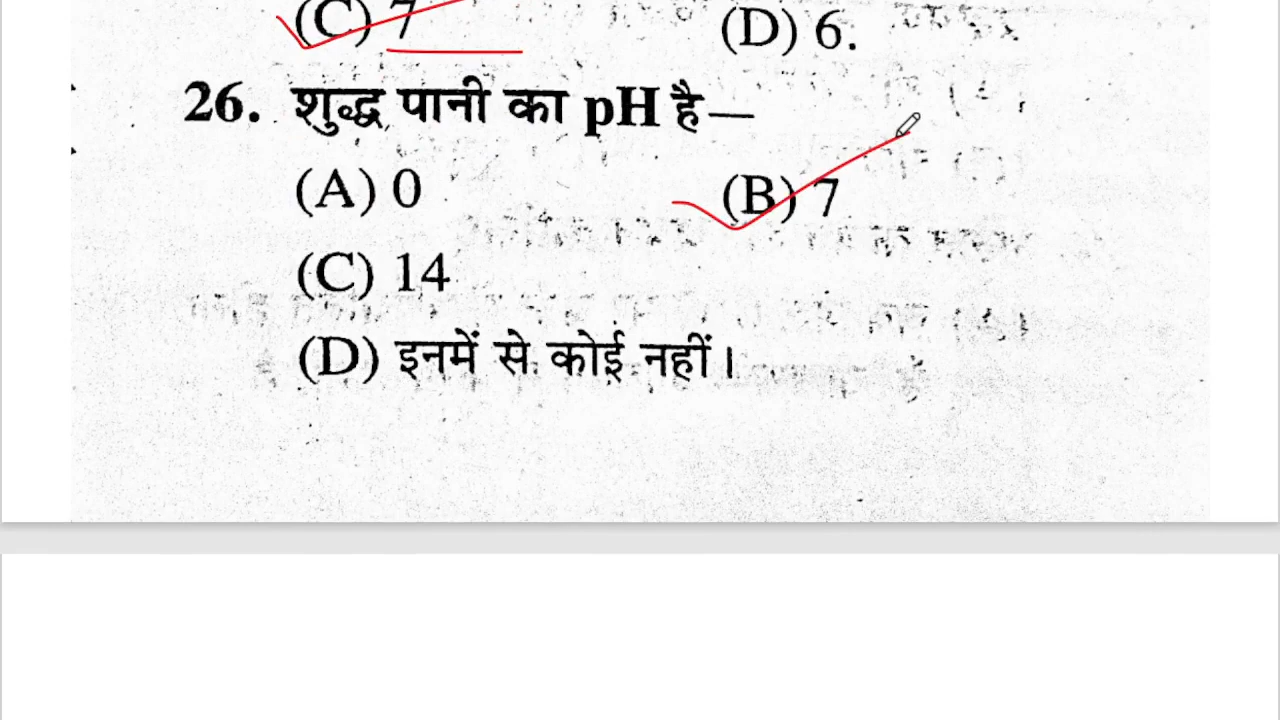 (C) 7 (D) 6.
26. शुद्ध पानी का pH है—
(A) 0 (B) 7
(C) 14
(D) इनमें से कोई नहीं।